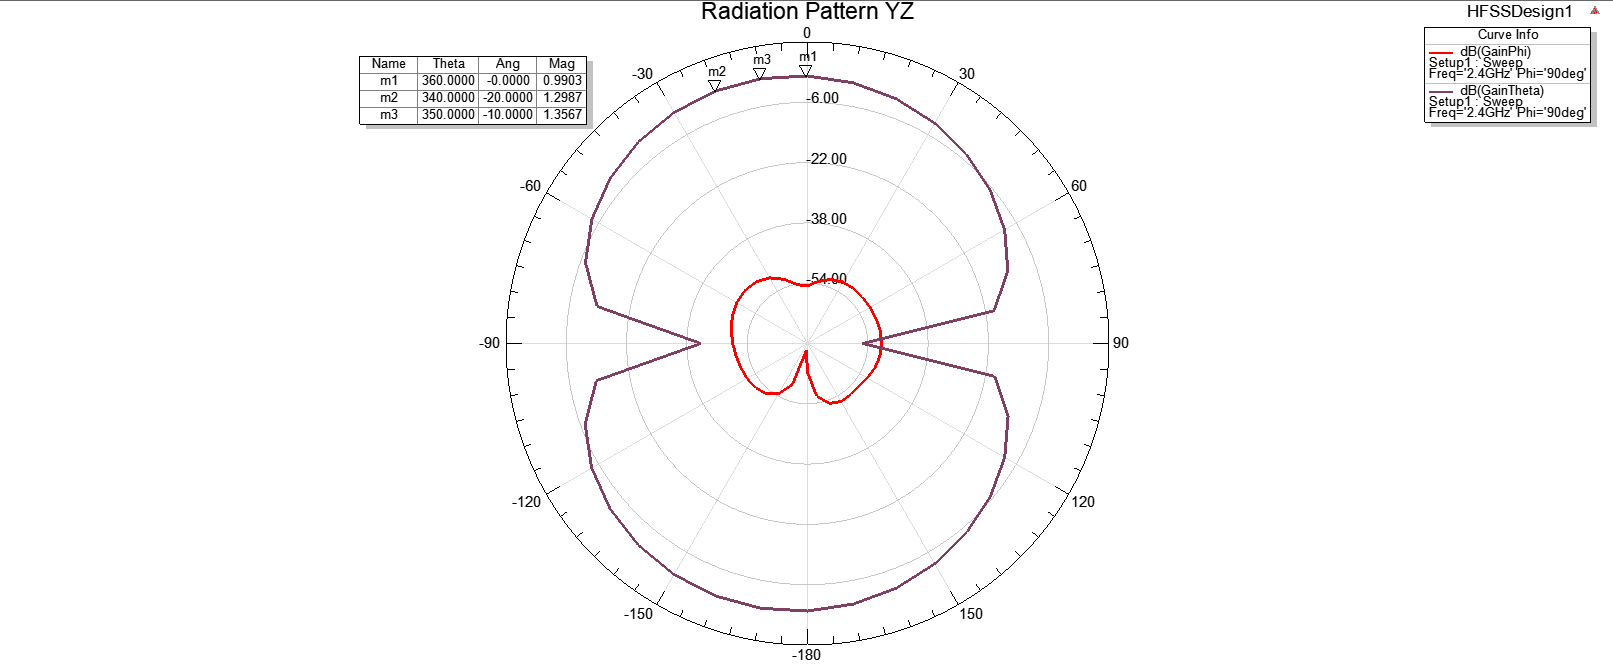 Radiation Pattern YZ
HFSSDesign1
Curve Info
dB(GainPhi)
Setup1 : Sweep
Freq='2.4GHz' Phi='90deg'
dB(GainTheta)
Setup1 : Sweep
Freq='2.4GHz' Phi='90deg'
Name Theta Ang Mag
m1 360.0000 -0.0000 0.9903
m2 340.0000 -20.0000 1.2987
m3 350.0000 -10.0000 1.3567
0
m1
m3
m2
-30
30
-6.00
-22.00
-60
60
-38.00
-54.00
-90
90
-120
120
-150
150
-180